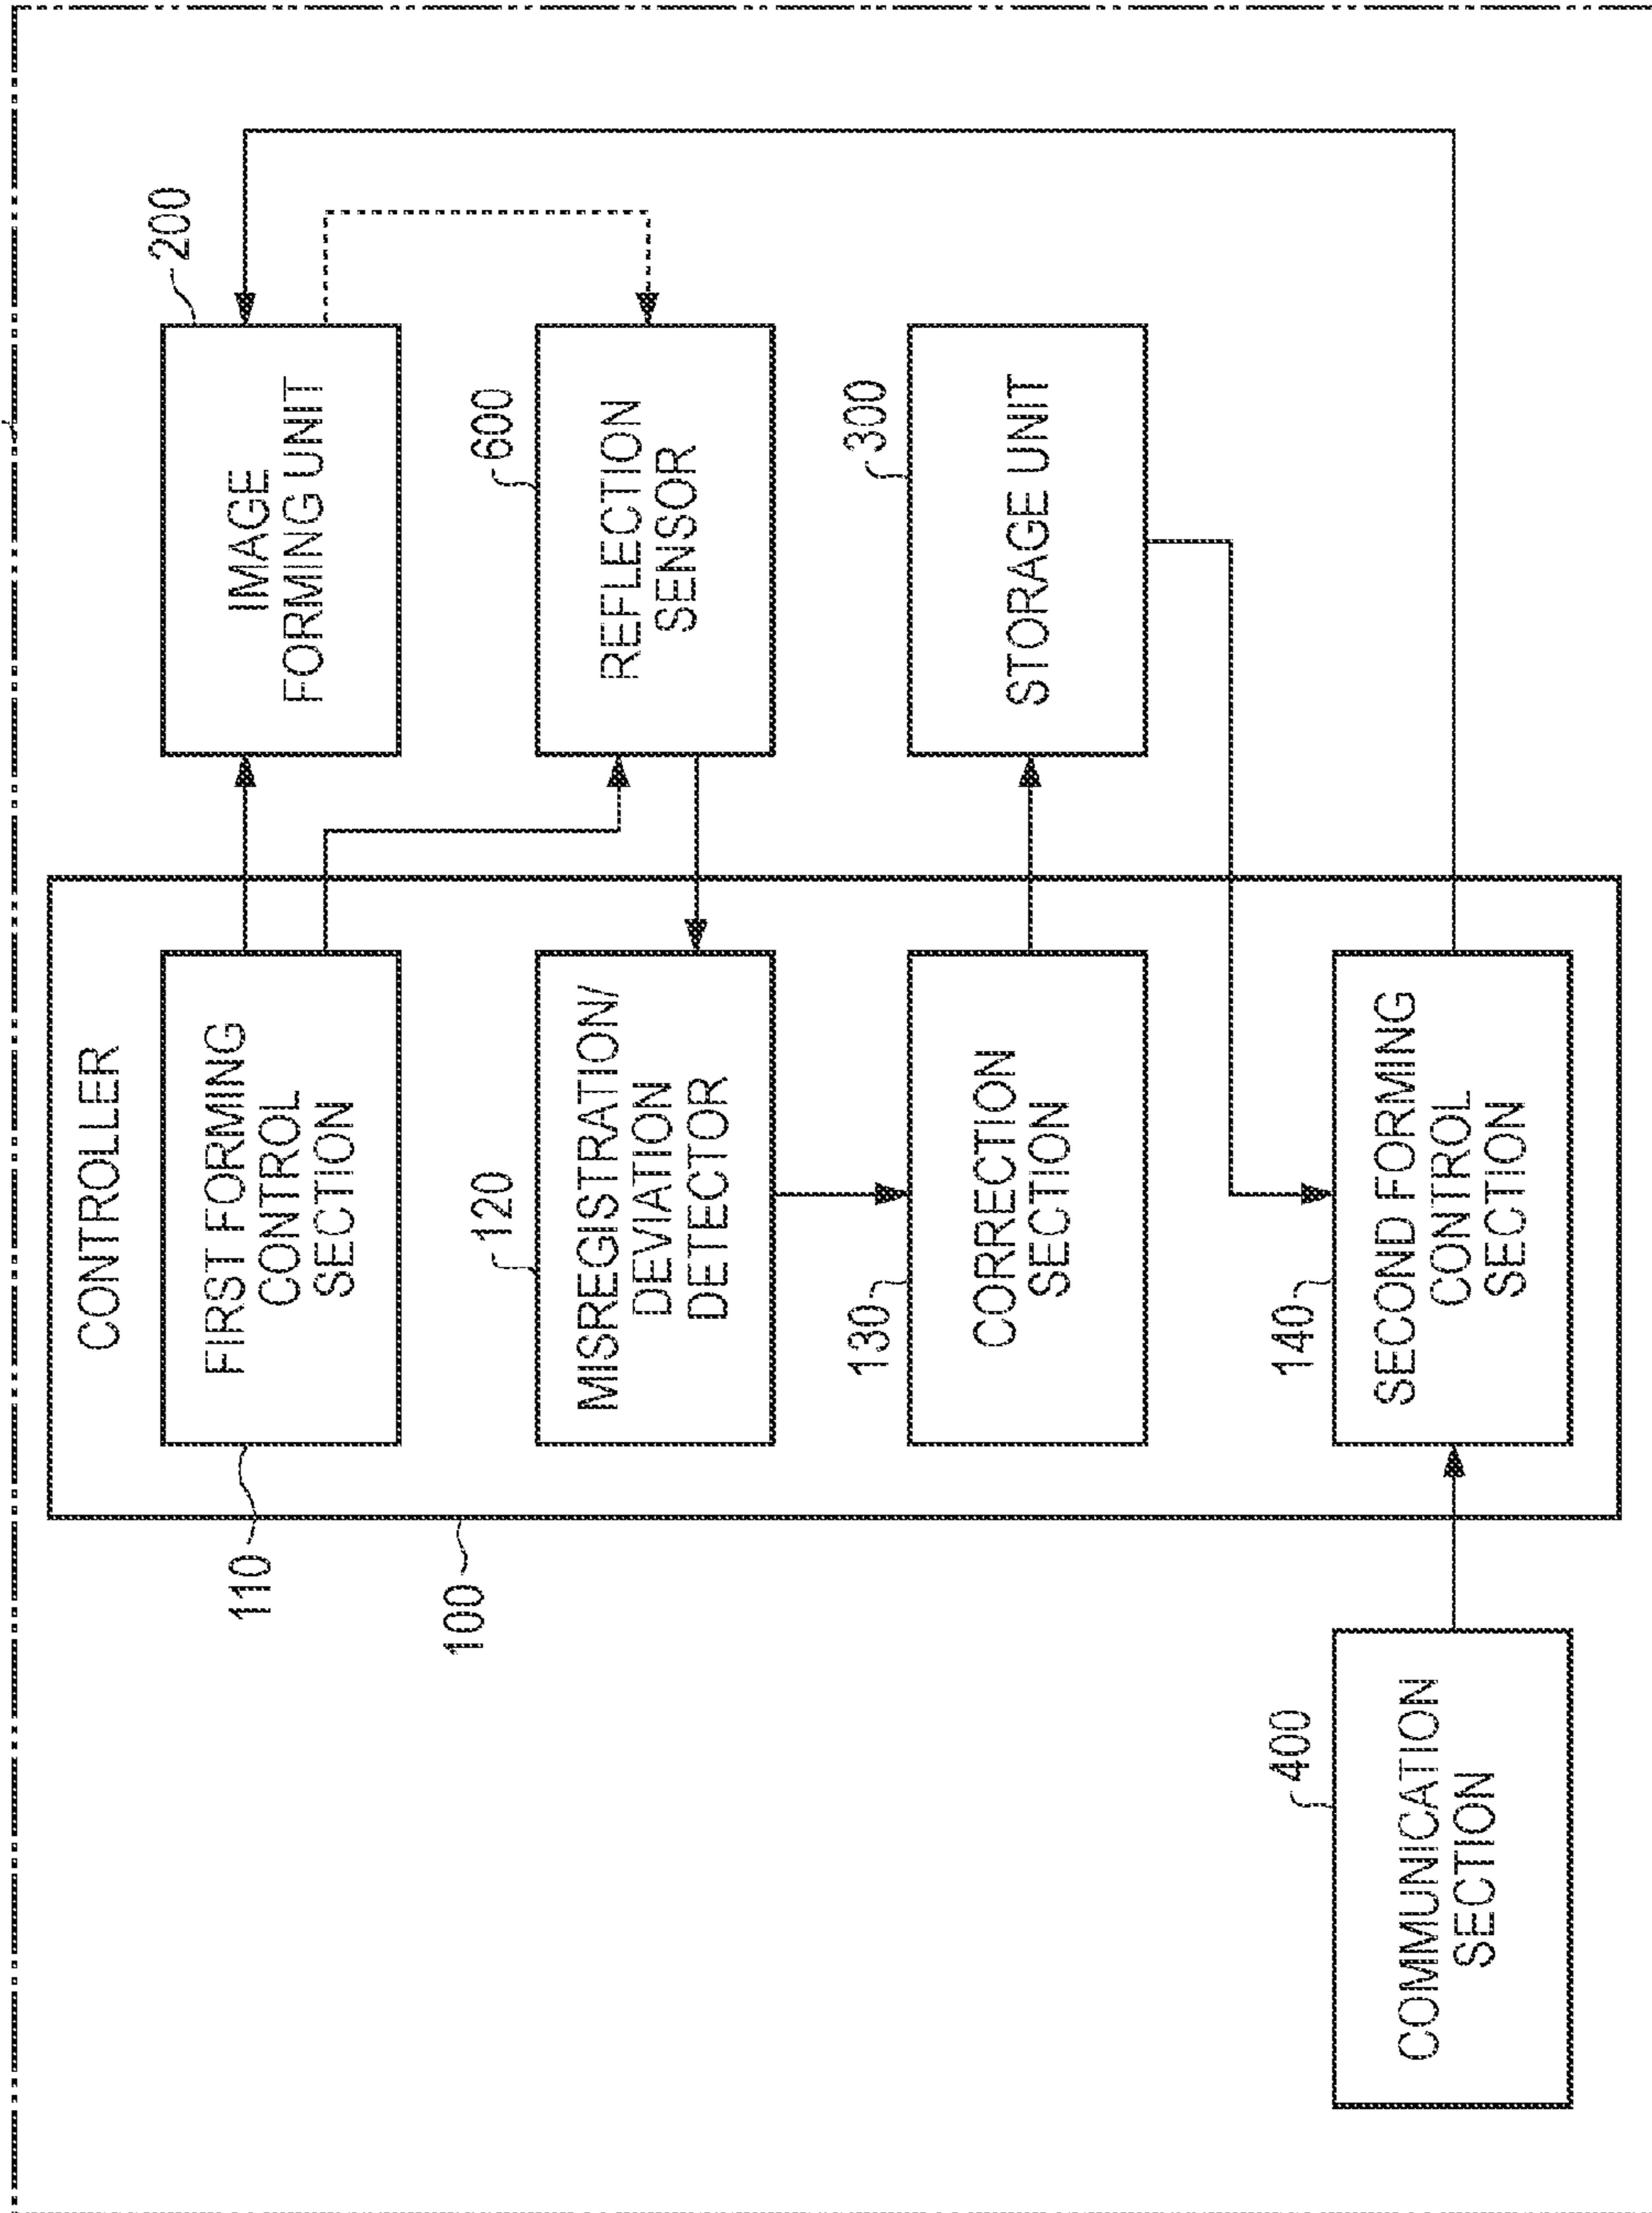 CONTROLLER
110
FIRST FORMING
CONTROL
SECTION
200
IMAGE
FORMING UNIT
100
120
MISREGISTRATION/
DEVIATION
DETECTOR
600
REFLECTION
SENSOR
130
CORRECTION
SECTION
300
STORAGE UNIT
400
COMMUNICATION
SECTION
140
SECOND FORMING
CONTROL
SECTION